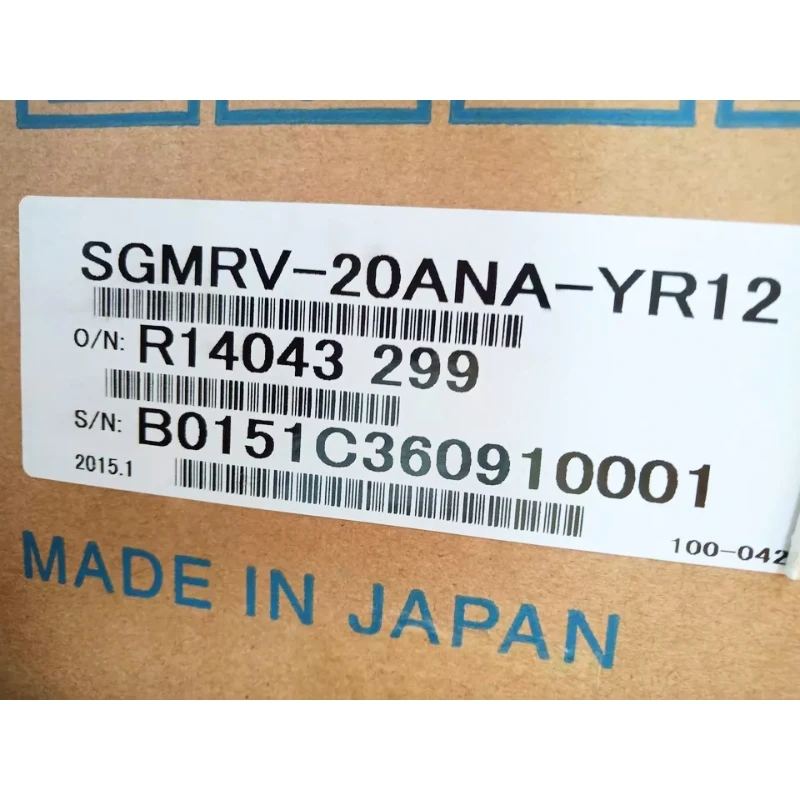 SGMRV-20ANA-YR12
O/N: R14043 299
S/N: B0151C360910001
2015.1
100-042
MADE IN JAPAN